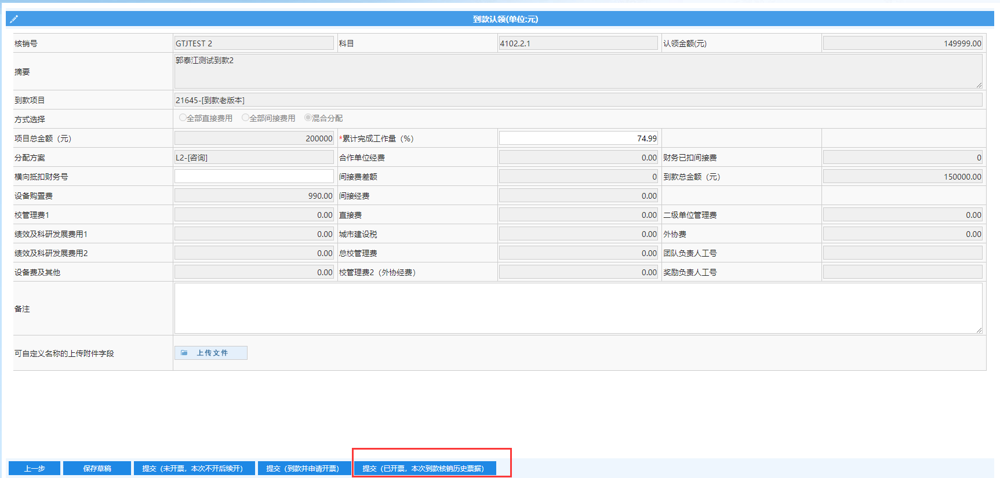 到款认领(单位:元)
核销号 GTJTEST 2 科目 4102.2.1 认领金额(元) 149999.00
摘要 郭泰江测试到款2
到款项目 21645-[到款老版本]
方式选择 全部直接费用 全部间接费用 混合分配
项目总金额（元） 200000 *累计完成工作量（%） 74.99
分配方案 L2-[咨询] 合作单位经费 0.00 财务已扣间接费 0
横向抵扣财务号 间接费差额 0 到款总金额（元） 150000.00
设备购置费 990.00 间接经费 0.00
校管理费1 0.00 直接费 0.00 二级单位管理费 0.00
绩效及科研发展费用1 0.00 城市建设税 0.00 外协费 0.00
绩效及科研发展费用2 0.00 总校管理费 0.00 团队负责人工号
设备费及其他 0.00 校管理费2（外协经费） 0.00 奖励负责人工号
备注
可自定义名称的上传附件字段 上传文件
上一步 保存草稿 提交（未开票，本次不开后续开） 提交（到款并申请开票） 提交（已开票，本次到款核销历史票据）